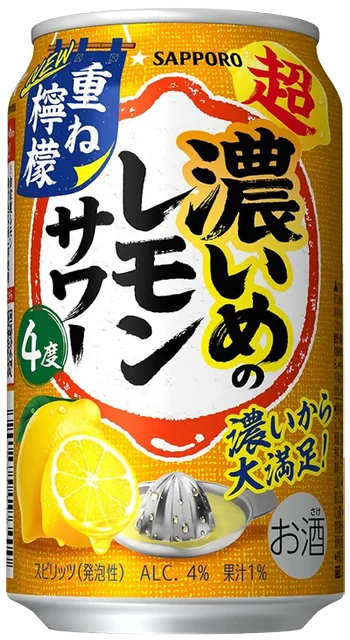 NEW
重ね檸檬
★ SAPPORO
超
濃いめの
レモン
サワー
4度
濃いから
大満足!
さけ
お酒
スピリッツ(発泡性) ALC. 4% 果汁1%